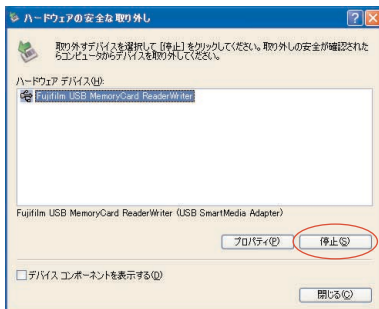 ハードウェアの安全な取り外し
取り外すデバイスを選択して [停止] をクリックしてください。取り外しの安全が確認された
らコンピュータからデバイスを取り外してください。
ハードウェア デバイス(H):
Fujifilm USB MemoryCard ReaderWriter
Fujifilm USB MemoryCard ReaderWriter (USB SmartMedia Adapter)
プロパティ(P) 停止(S)
デバイス コンポーネントを表示する(D)
閉じる(C)